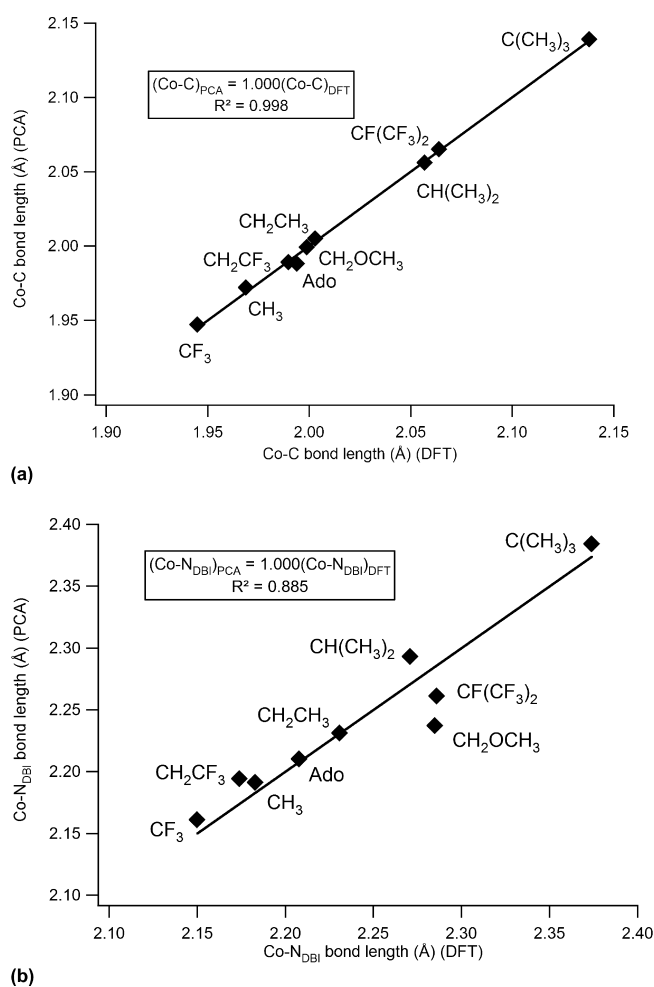 2.15
2.10
2.05
2.00
1.95
1.90
Co-C bond length (Å) (PCA)
(Co-C)PCA = 1.000(Co-C)DFT
R² = 0.998
C(CH3)3
CF(CF3)2
CH(CH3)2
CH2CH3
CH2OCH3
CH2CF3
Ado
CH3
CF3
1.90 1.95 2.00 2.05 2.10 2.15
Co-C bond length (Å) (DFT)
(a)
2.40
2.35
2.30
2.25
2.20
2.15
2.10
Co-NDBI bond length (Å) (PCA)
(Co-NDBI)PCA = 1.000(Co-NDBI)DFT
R² = 0.885
C(CH3)3
CH(CH3)2
CF(CF3)2
CH2CH3
CH2OCH3
Ado
CH2CF3
CH3
CF3
2.10 2.15 2.20 2.25 2.30 2.35 2.40
Co-NDBI bond length (Å) (DFT)
(b)